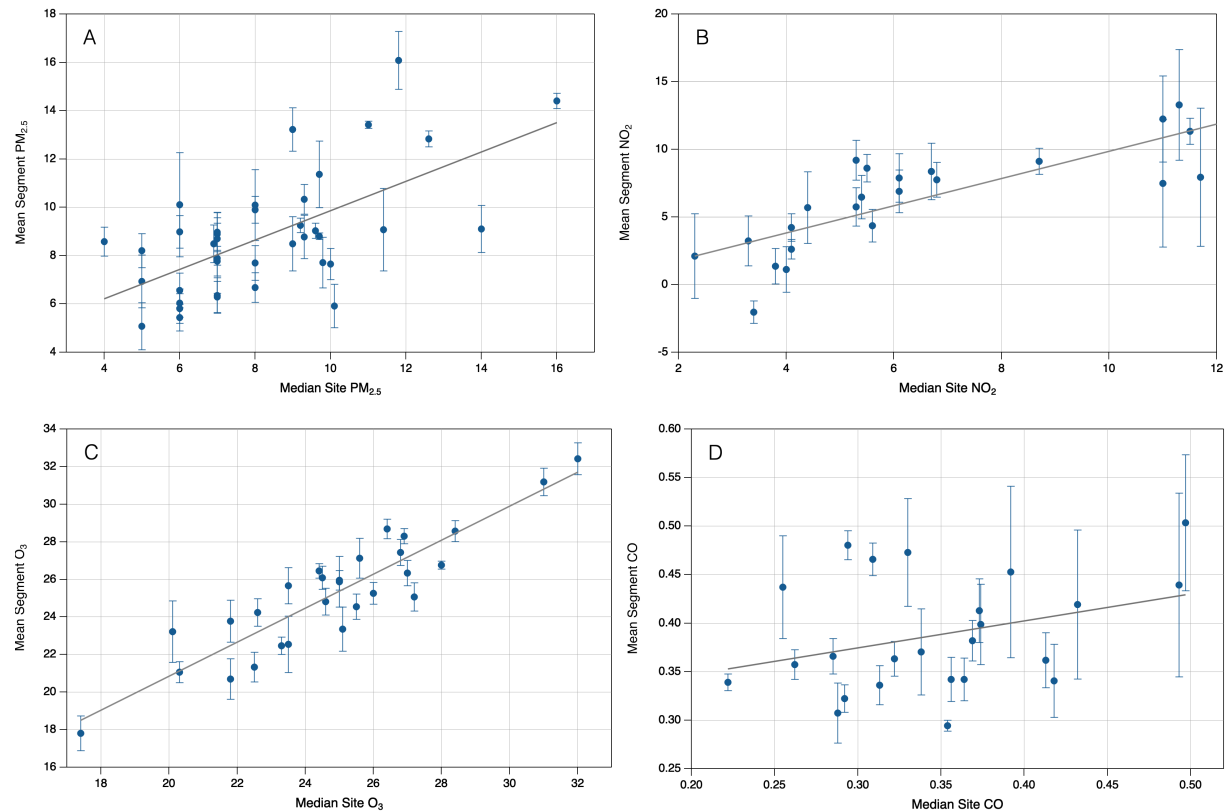 A
18
16
14
12
10
8
6
4
Mean Segment PM2.5
4 6 8 10 12 14 16
Median Site PM2.5
B
20
15
10
5
0
-5
Mean Segment NO2
2 4 6 8 10 12
Median Site NO2
C
34
32
30
28
26
24
22
20
18
16
Mean Segment O3
18 20 22 24 26 28 30 32
Median Site O3
D
0.60
0.55
0.50
0.45
0.40
0.35
0.30
0.25
Mean Segment CO
0.20 0.25 0.30 0.35 0.40 0.45 0.50
Median Site CO